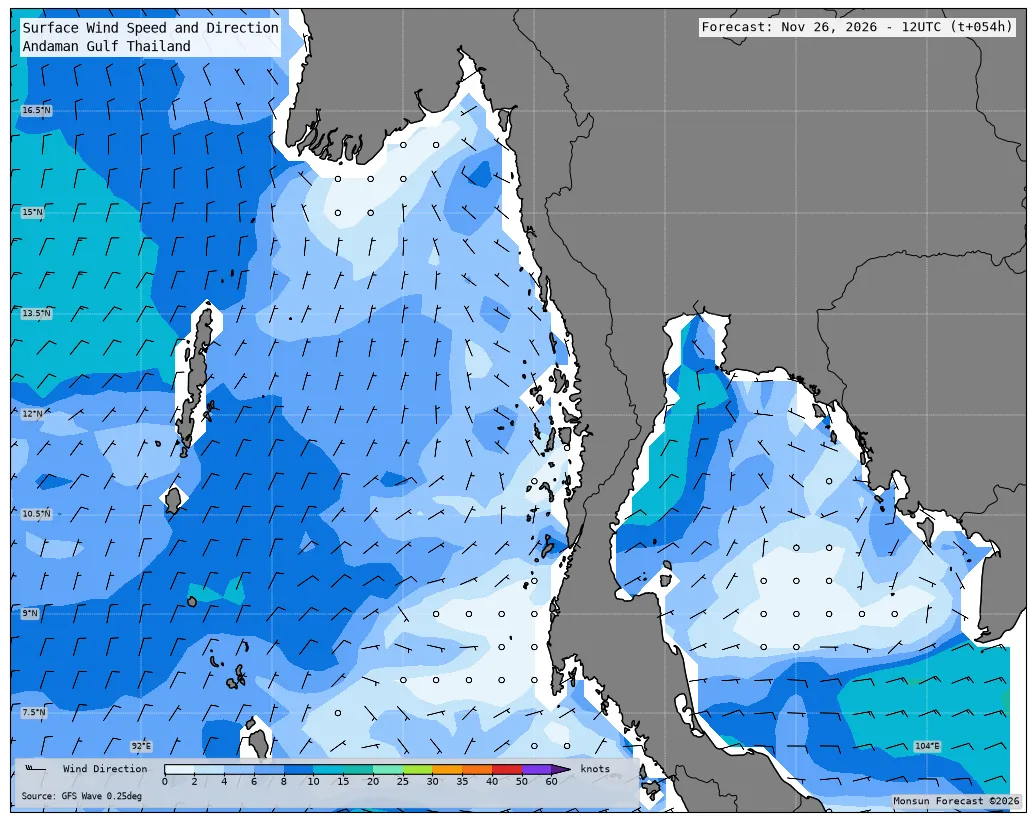 Surface Wind Speed and Direction
Andaman Gulf Thailand
Forecast: Nov 26, 2026 - 12UTC (t+054h)
16.5°N
15°N
13.5°N
12°N
10.5°N
9°N
7.5°N
92°E
104°E
Wind Direction
0 2 4 6 8 10 15 20 25 30 35 40 50 60
knots
Source: GFS Wave 0.25deg
Monsun Forecast ©2026